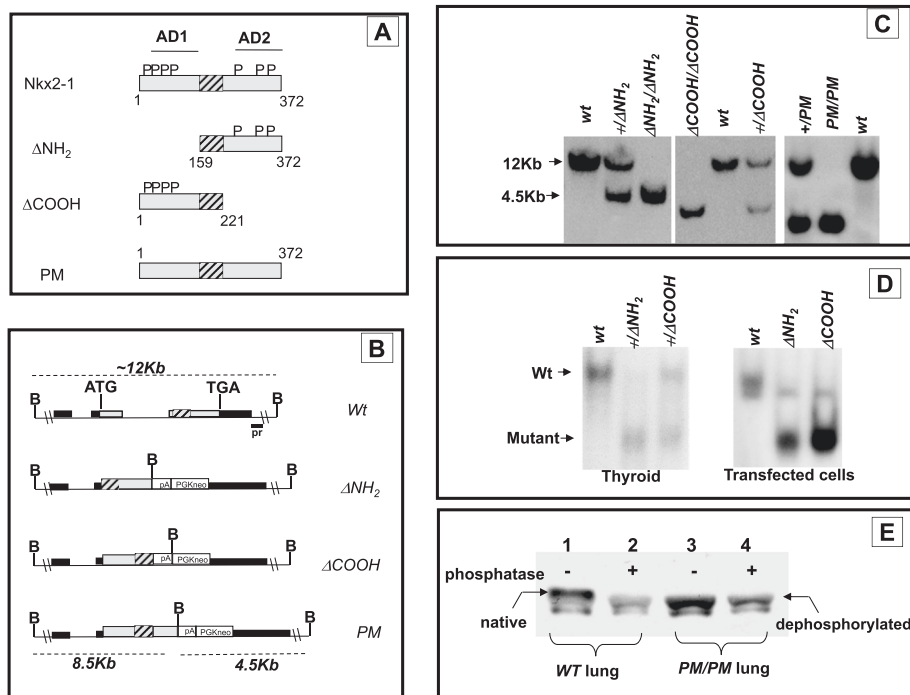 A
AD1 AD2
Nkx2-1
PPPP P P P
1 372
ΔNH2
P P P
159 372
ΔCOOH
PPPP
1 221
PM
1 372
B
~12Kb
B ATG TGA B
Wt
pr
B B B
pA PGKneo
ΔNH2
B B B
pA PGKneo
ΔCOOH
B B B
pA PGKneo
PM
8.5Kb 4.5Kb
C
wt +/ΔNH2 ΔNH2/ΔNH2 ΔCOOH/ΔCOOH wt +/ΔCOOH +/PM PM/PM wt
12Kb
4.5Kb
D
wt +/ΔNH2 +/ΔCOOH wt ΔNH2 ΔCOOH
Wt
Mutant
Thyroid Transfected cells
E
1 2 3 4
phosphatase - + - +
native dephosphorylated
WT lung PM/PM lung